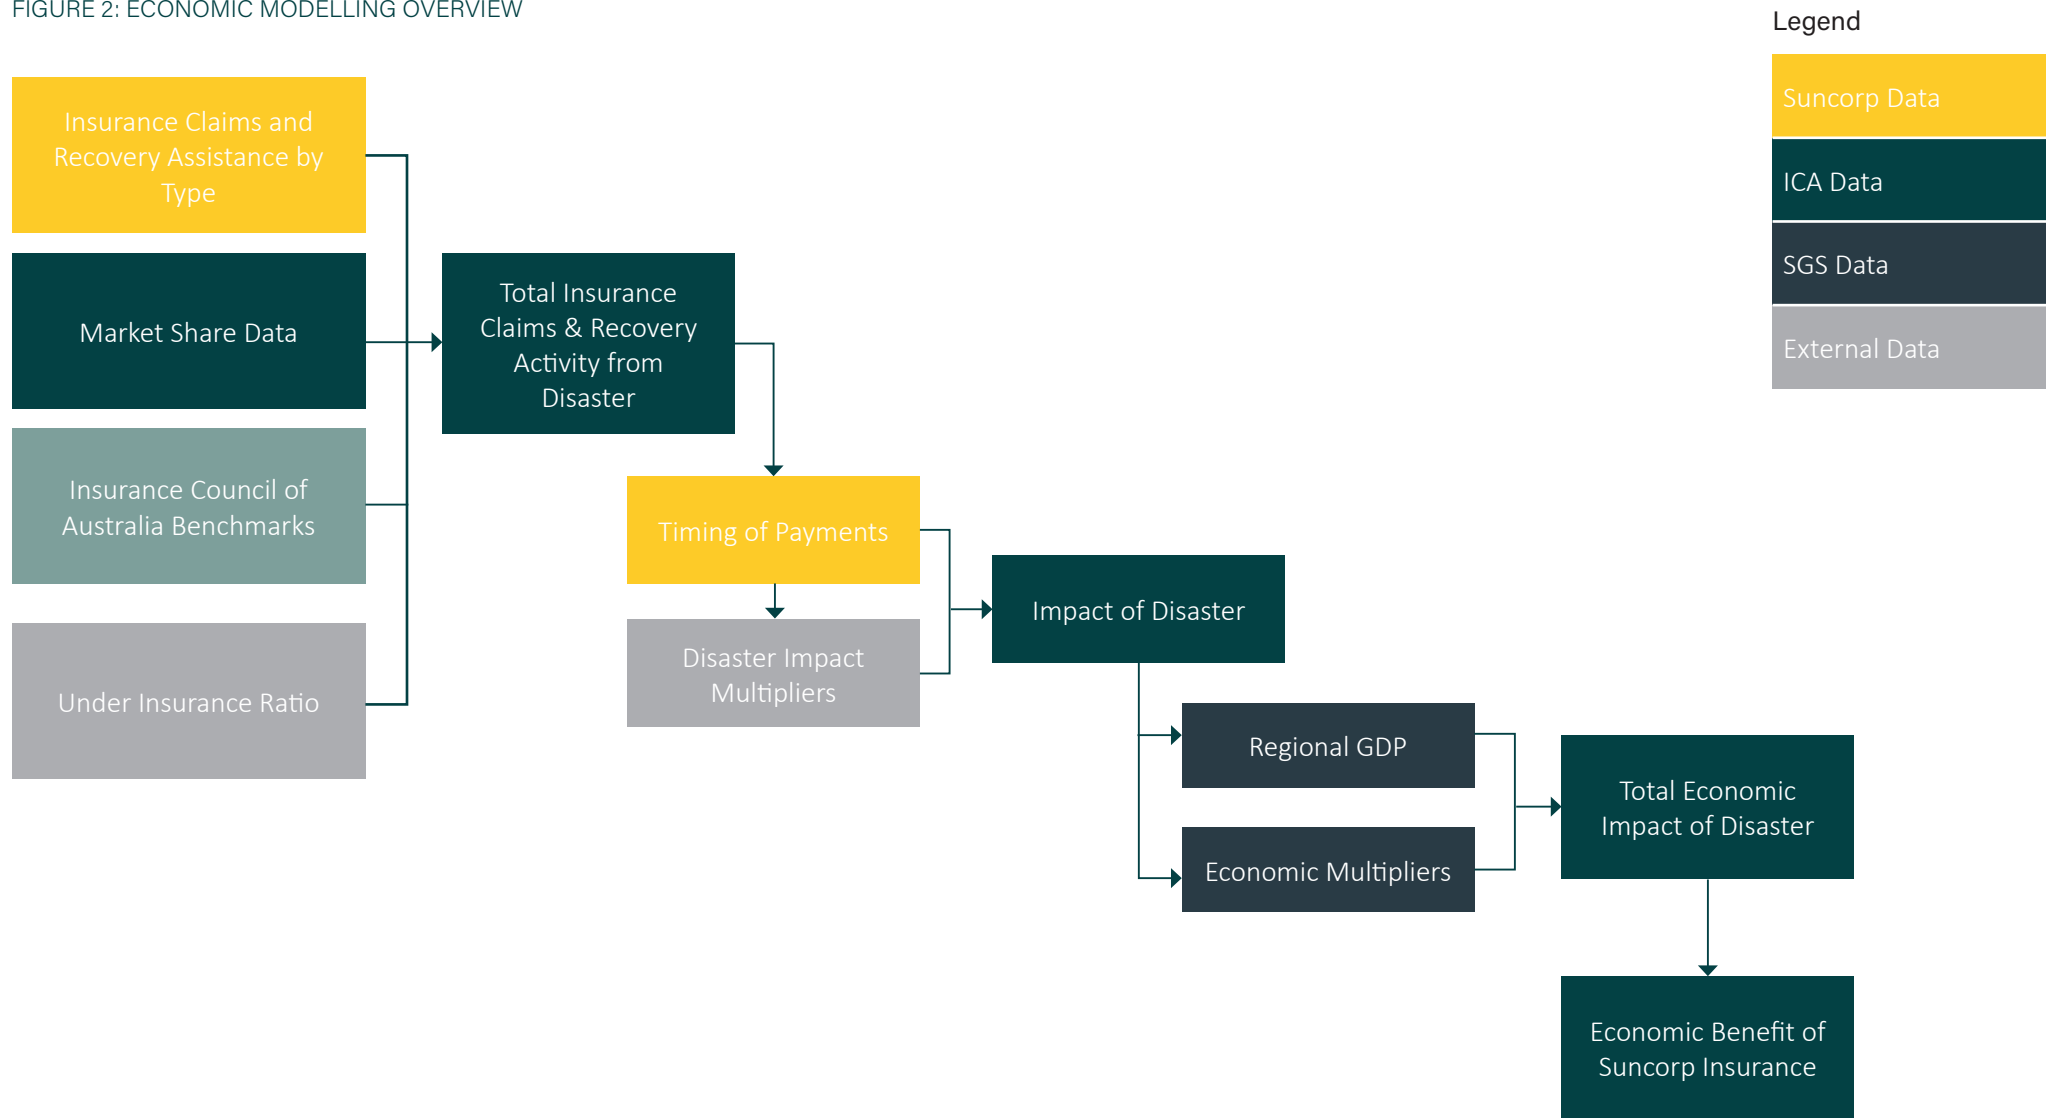 FIGURE 2: ECONOMIC MODELLING OVERVIEW
Legend
Suncorp Data
ICA Data
SGS Data
External Data
Insurance Claims and
Recovery Assistance by
Type
Market Share Data
Insurance Council of
Australia Benchmarks
Under Insurance Ratio
Total Insurance
Claims & Recovery
Activity from
Disaster
Timing of Payments
Disaster Impact
Multipliers
Impact of Disaster
Regional GDP
Economic Multipliers
Total Economic
Impact of Disaster
Economic Benefit of
Suncorp Insurance